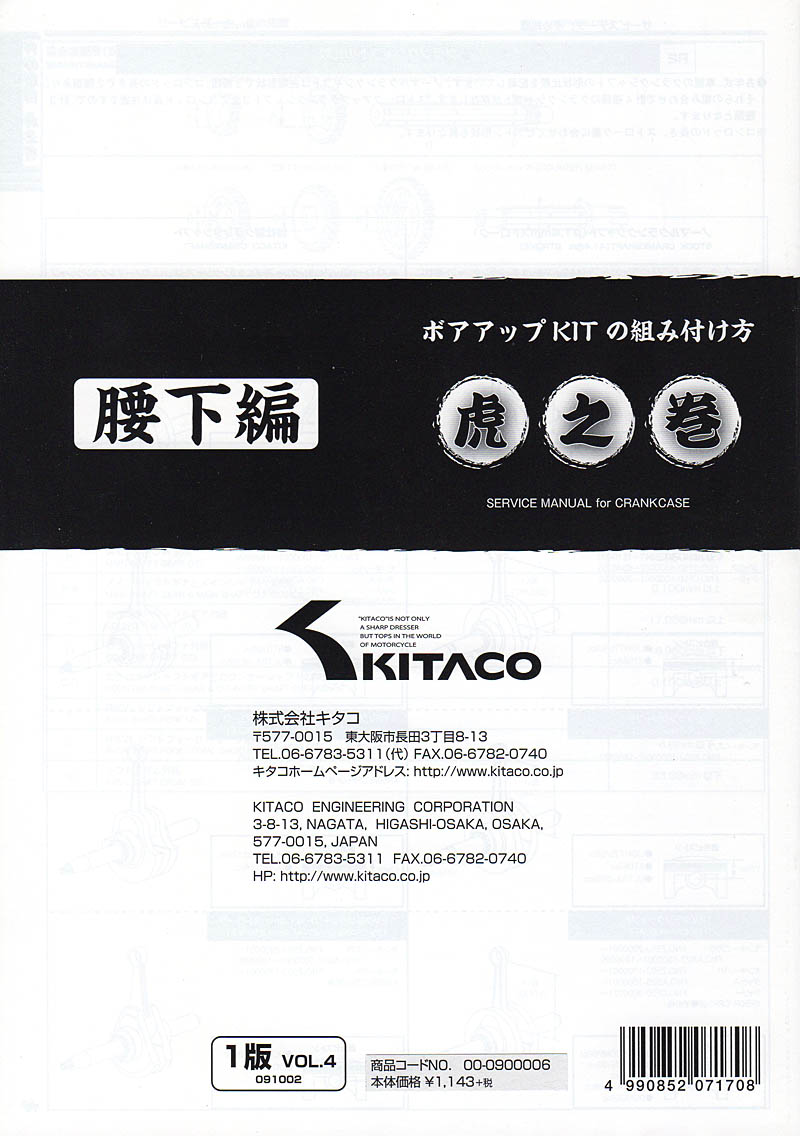 ボアアップKITの組み付け方
腰下編
虎之巻
SERVICE MANUAL for CRANKCASE
"KITACO"IS NOT ONLY
A SHARP DRESSER
BUT TOPS IN THE WORLD
OF MOTORCYCLE
KITACO
株式会社キタコ
〒577-0015 東大阪市長田3丁目8-13
TEL.06-6783-5311(代) FAX.06-6782-0740
キタコホームページアドレス: http://www.kitaco.co.jp
KITACO ENGINEERING CORPORATION
3-8-13, NAGATA, HIGASHI-OSAKA, OSAKA,
577-0015, JAPAN
TEL.06-6783-5311 FAX.06-6782-0740
HP: http://www.kitaco.co.jp
1版 VOL.4
091002
商品コードNO. 00-0900006
本体価格 ¥1,143+税
4 990852 071708